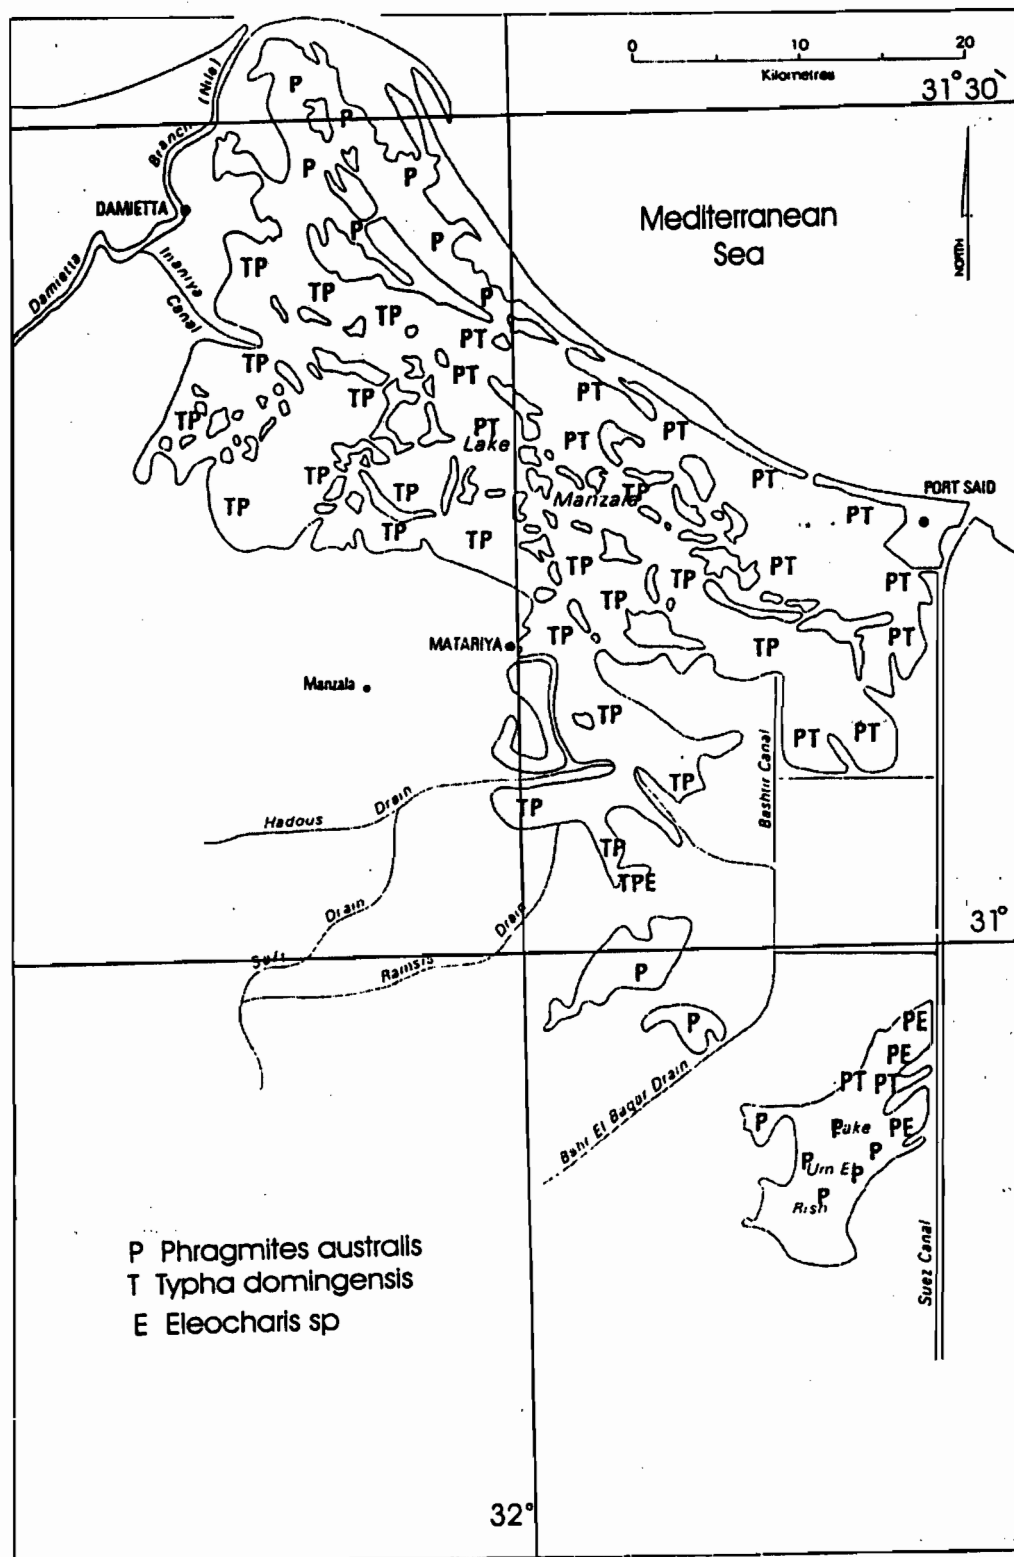 0 10 20
Kilometres
31°30'
(Nile)
Branch
P
P
P
P
DAMIETTA
Mediterranean
Sea
NORTH
P
P
TP
Inaniya
Canal
Damietta
TP
P
TP
PT
TP
PT
TP
PT
TP
PT
PT
PT
Lake
TP
PT
TP
Manzala
TP
PT
PORT SAID
TP
TP
TP
TP
TP
PT
PT
TP
TP
PT
MATARIYA
TP
TP
PT
Manzala
TP
PT
PT
Bashtir Canal
TP
Hadous
Drain
TP
TP
TPE
Drain
Drain
31°
Ramsis
P
P
PE
PE
PT
PT
Bahr El Baqur Drain
P
Lake
PE
P
P
Um El
P
P
Rish
P Phragmites australis
T Typha domingensis
E Eleocharis sp
Suez Canal
32°